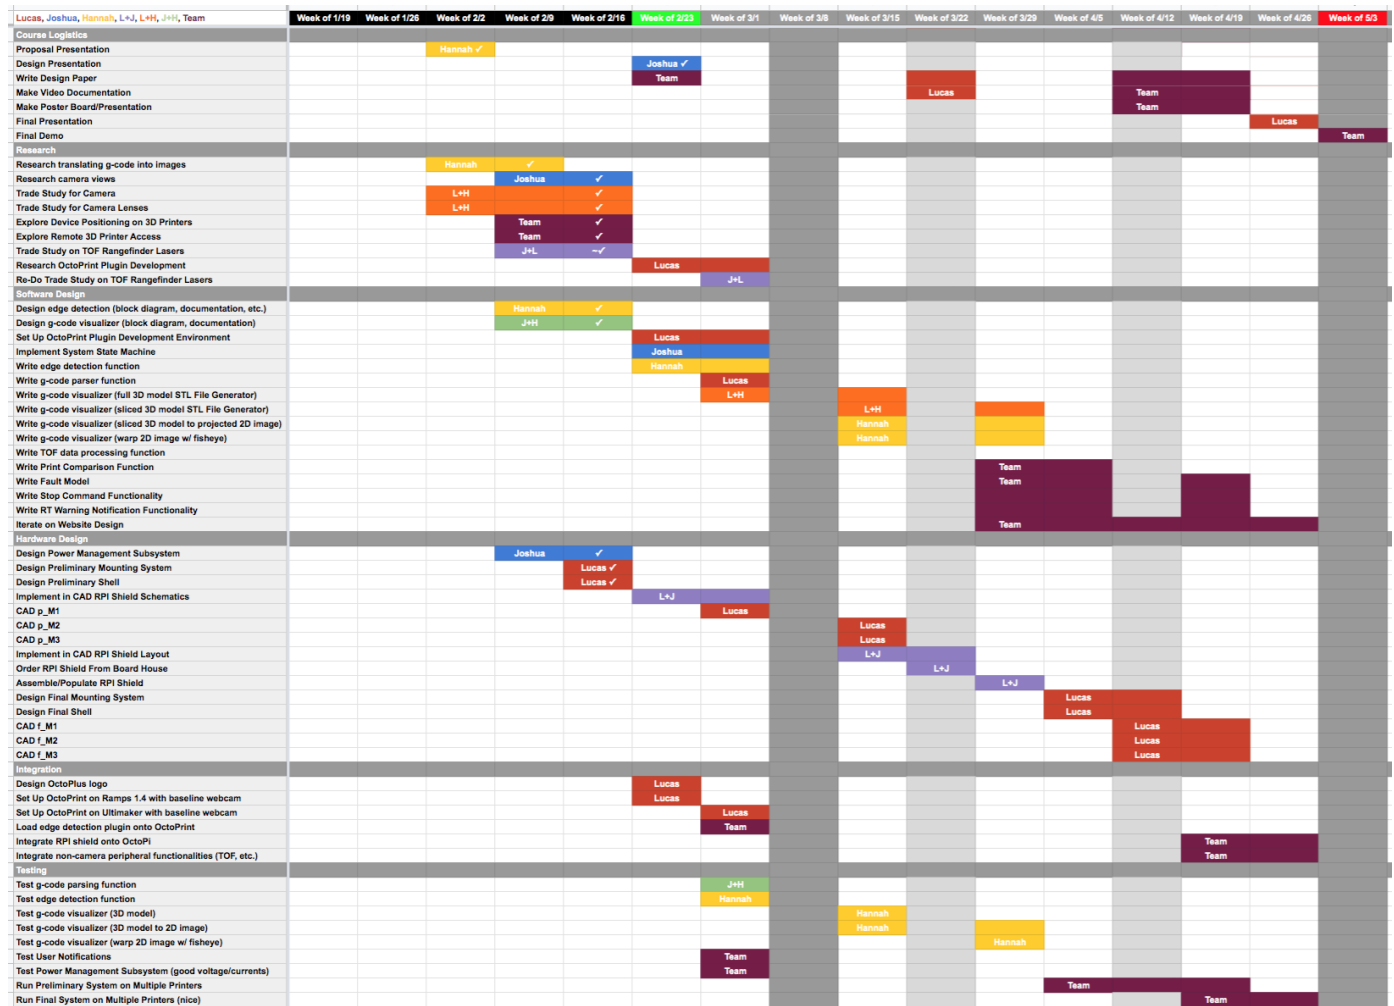 Lucas, Joshua, Hannah, L+J, L+H, J+H, Team Week of 1/19 Week of 1/26 Week of 2/2 Week of 2/9 Week of 2/16 Week of 2/23 Week of 3/1 Week of 3/8 Week of 3/15 Week of 3/22 Week of 3/29 Week of 4/5 Week of 4/12 Week of 4/19 Week of 4/26 Week of 5/3
Course Logistics
Proposal Presentation Hannah ✓
Design Presentation Joshua ✓
Write Design Paper Team
Make Video Documentation Lucas Team
Make Poster Board/Presentation Team
Final Presentation Lucas
Final Demo Team
Research
Research translating g-code into images Hannah ✓
Research camera views Joshua ✓
Trade Study for Camera L+H ✓
Trade Study for Camera Lenses L+H ✓
Explore Device Positioning on 3D Printers Team ✓
Explore Remote 3D Printer Access Team ✓
Trade Study on TOF Rangefinder Lasers J+L ~✓
Research OctoPrint Plugin Development Lucas
Re-Do Trade Study on TOF Rangefinder Lasers J+L
Software Design
Design edge detection (block diagram, documentation, etc.) Hannah ✓
Design g-code visualizer (block diagram, documentation) J+H ✓
Set Up OctoPrint Plugin Development Environment Lucas
Implement System State Machine Joshua
Write edge detection function Hannah
Write g-code parser function Lucas
Write g-code visualizer (full 3D model STL File Generator) L+H
Write g-code visualizer (sliced 3D model STL File Generator) L+H
Write g-code visualizer (sliced 3D model to projected 2D image) Hannah
Write g-code visualizer (warp 2D image w/ fisheye) Hannah
Write TOF data processing function
Write Print Comparison Function Team
Write Fault Model Team
Write Stop Command Functionality
Write RT Warning Notification Functionality
Iterate on Website Design Team
Hardware Design
Design Power Management Subsystem Joshua ✓
Design Preliminary Mounting System Lucas ✓
Design Preliminary Shell Lucas ✓
Implement in CAD RPI Shield Schematics L+J
CAD p_M1 Lucas
CAD p_M2 Lucas
CAD p_M3 Lucas
Implement in CAD RPI Shield Layout L+J
Order RPI Shield From Board House L+J
Assemble/Populate RPI Shield L+J
Design Final Mounting System Lucas
Design Final Shell Lucas
CAD f_M1 Lucas
CAD f_M2 Lucas
CAD f_M3 Lucas
Integration
Design OctoPlus logo Lucas
Set Up OctoPrint on Ramps 1.4 with baseline webcam Lucas
Set Up OctoPrint on Ultimaker with baseline webcam Lucas
Load edge detection plugin onto OctoPrint Team
Integrate RPI shield onto OctoPi Team
Integrate non-camera peripheral functionalities (TOF, etc.) Team
Testing
Test g-code parsing function J+H
Test edge detection function Hannah
Test g-code visualizer (3D model) Hannah
Test g-code visualizer (3D model to 2D image) Hannah
Test g-code visualizer (warp 2D image w/ fisheye) Hannah
Test User Notifications Team
Test Power Management Subsystem (good voltage/currents) Team
Run Preliminary System on Multiple Printers Team
Run Final System on Multiple Printers (nice) Team